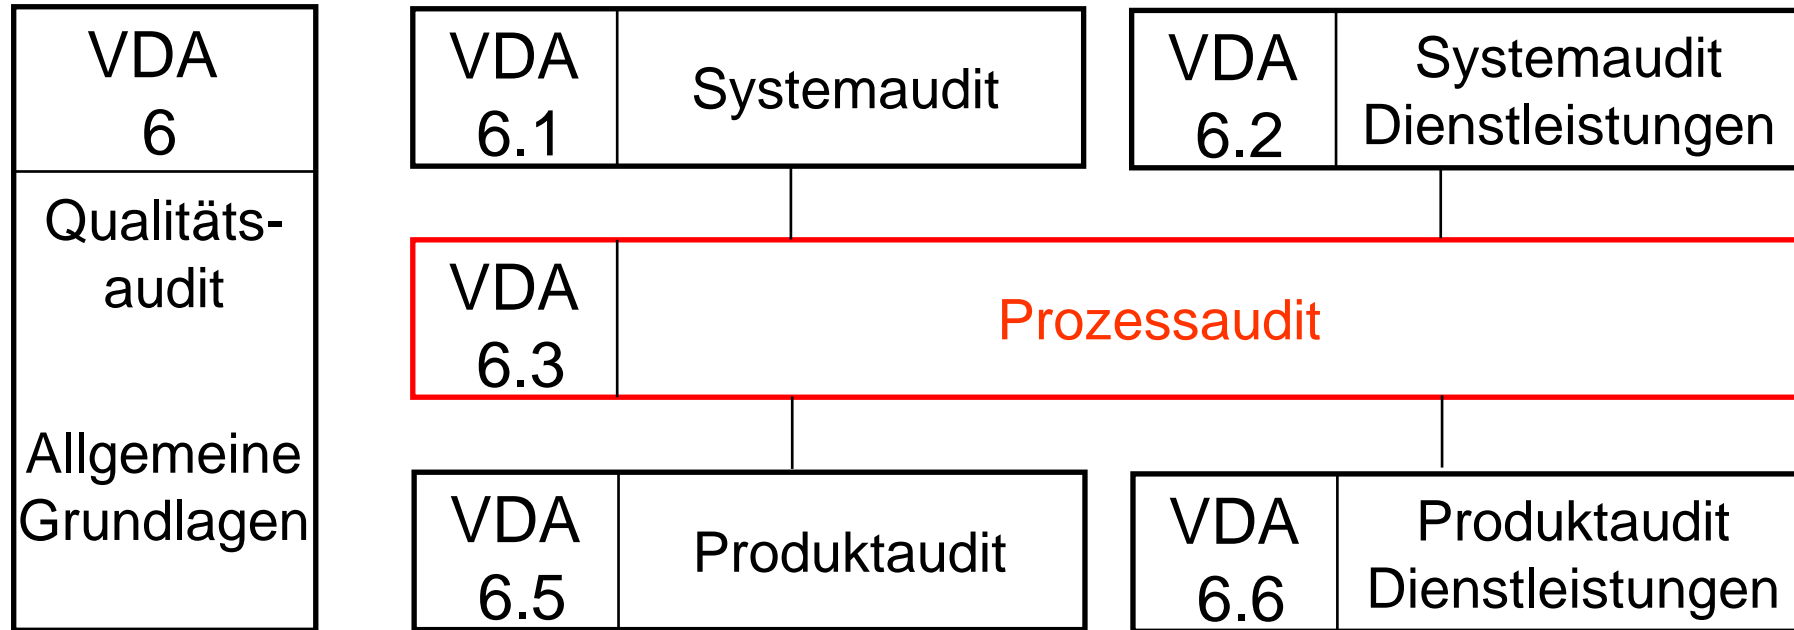 VDA
6
Qualitäts-
audit
Allgemeine
Grundlagen
VDA
6.1
Systemaudit
VDA
6.2
Systemaudit
Dienstleistungen
VDA
6.3
Prozessaudit
VDA
6.5
Produktaudit
VDA
6.6
Produktaudit
Dienstleistungen